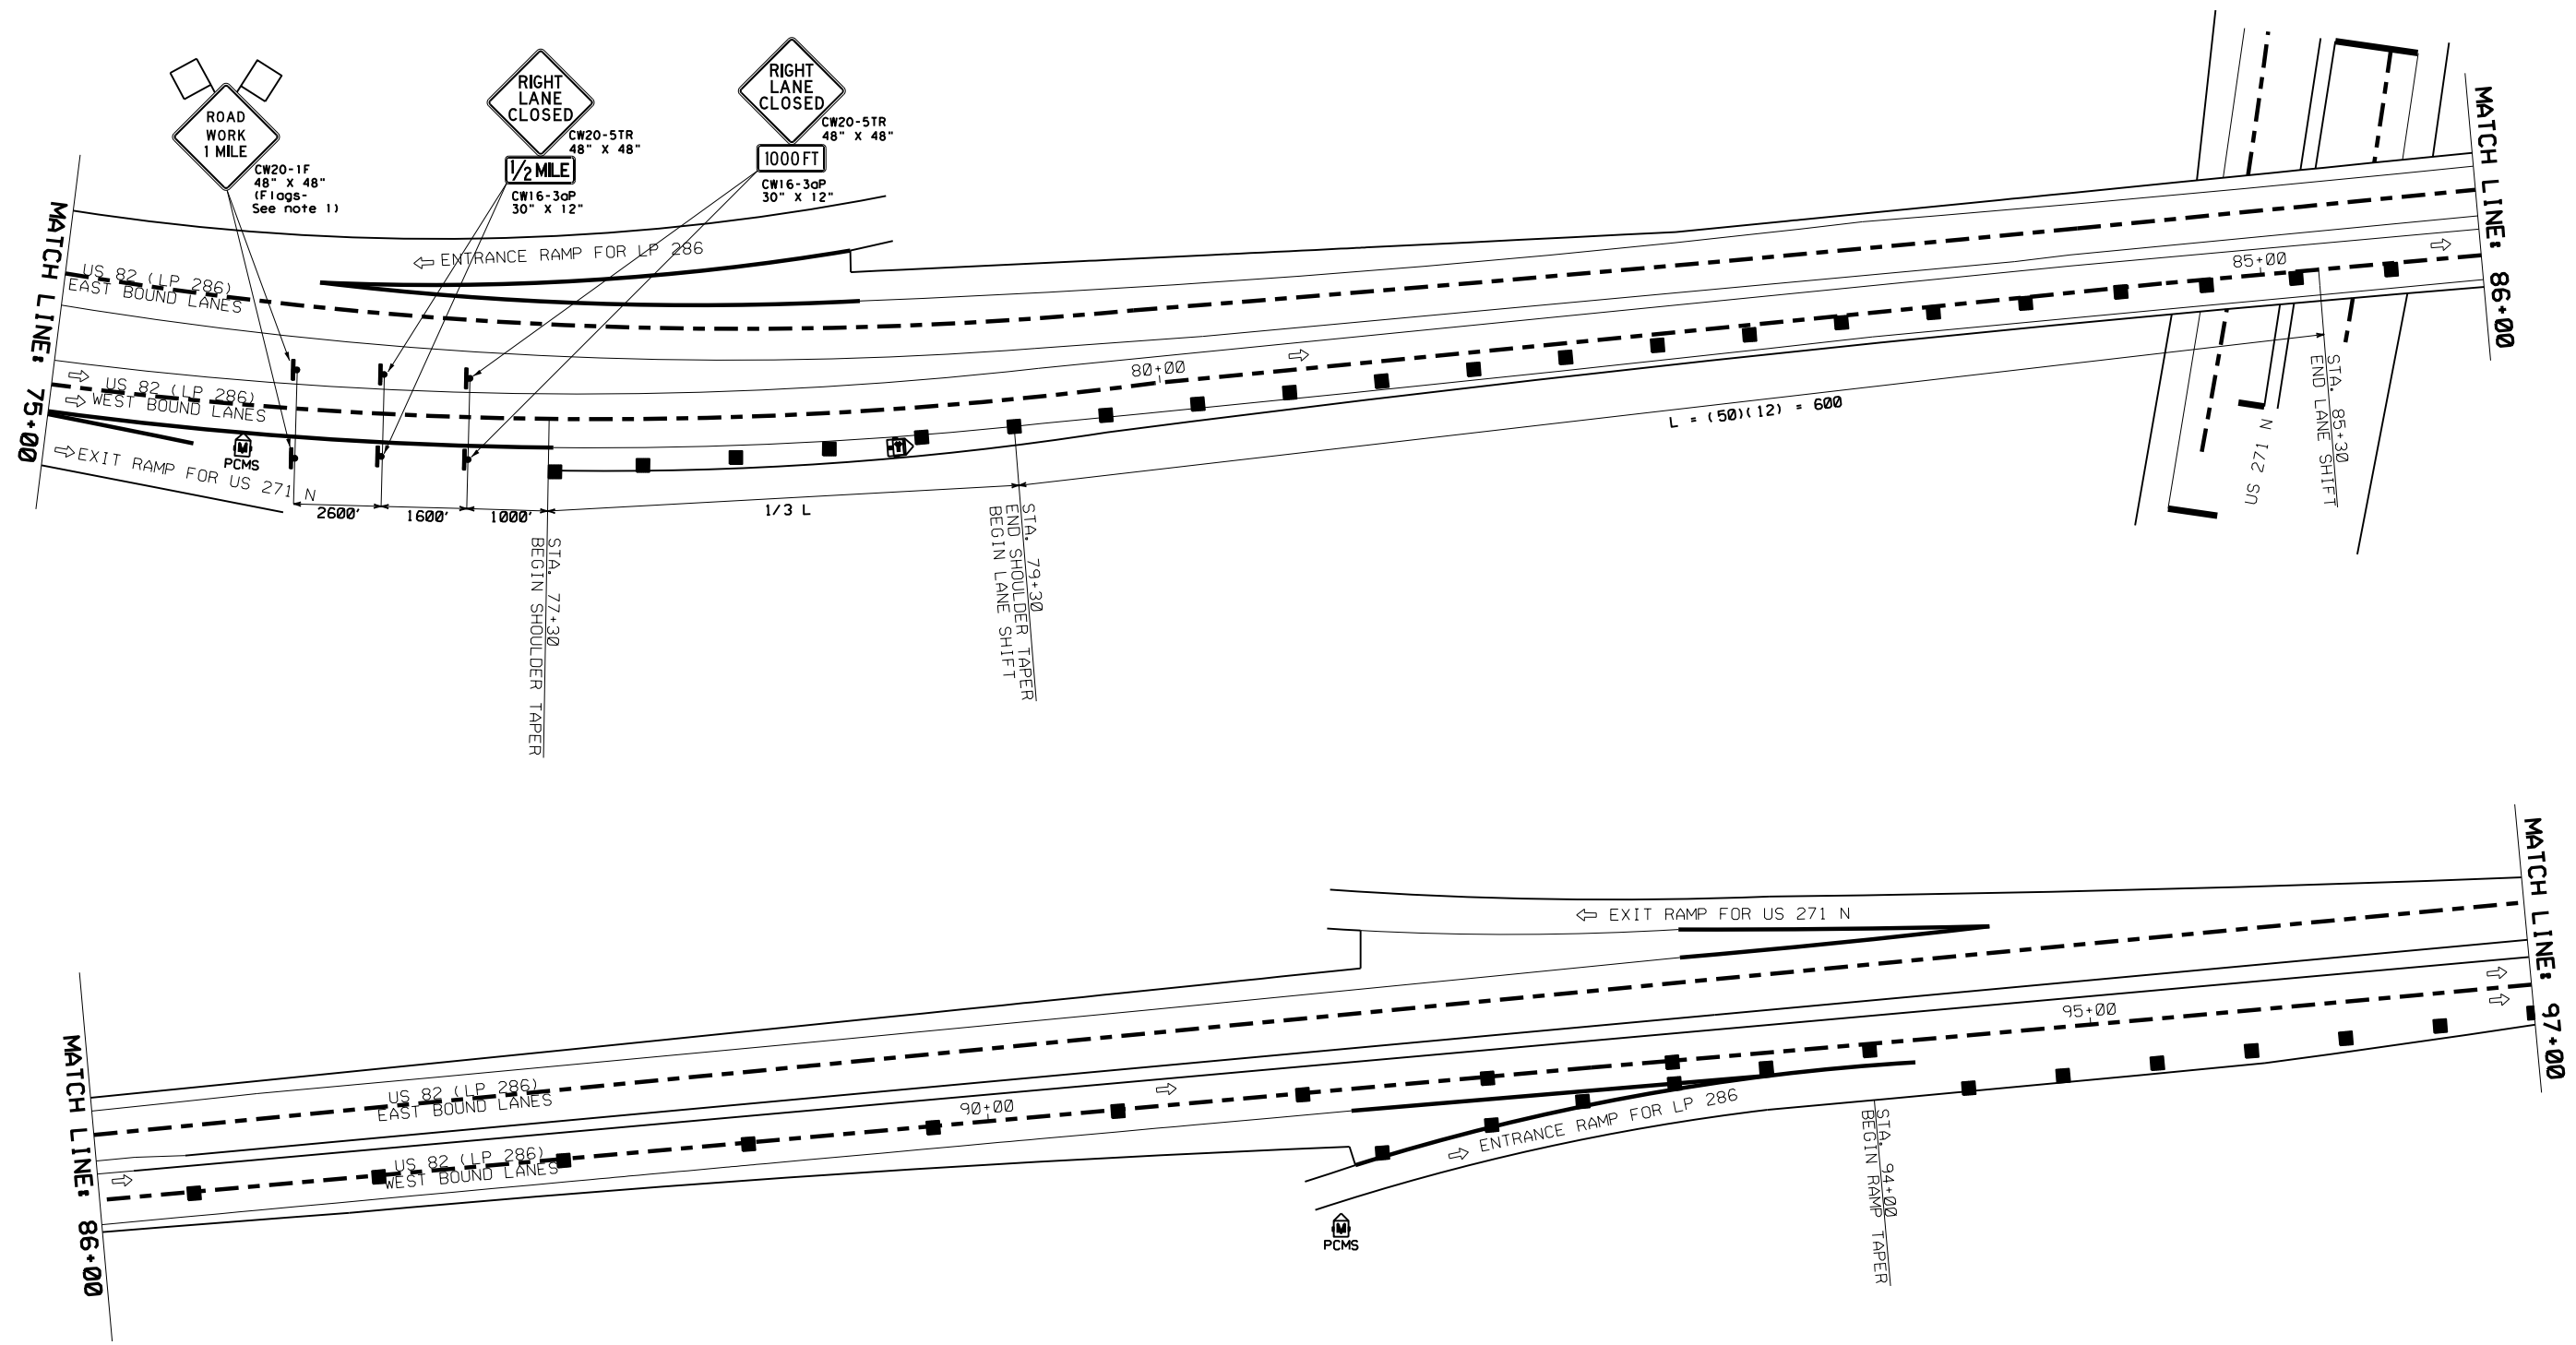 ROAD
WORK
1 MILE
CW20-1F
48" X 48"
(Flags-
See note 1)
RIGHT
LANE
CLOSED
CW20-5TR
48" X 48"
1/2 MILE
CW16-3aP
30" X 12"
RIGHT
LANE
CLOSED
CW20-5TR
48" X 48"
1000 FT
CW16-3aP
30" X 12"
MATCH LINE: 75+00
MATCH LINE: 86+00
ENTRANCE RAMP FOR LP 286
US 82 (LP 286)
EAST BOUND LANES
US 82 (LP 286)
WEST BOUND LANES
EXIT RAMP FOR US 271 N
PCMS
2600'
1600'
1000'
1/3 L
80+00
85+00
L = (50)(12) = 600
STA. 77+30
BEGIN SHOULDER TAPER
STA. 79+30
END SHOULDER TAPER
BEGIN LANE SHIFT
US 271 N
STA. 85+30
END LANE SHIFT
MATCH LINE: 86+00
MATCH LINE: 97+00
EXIT RAMP FOR US 271 N
US 82 (LP 286)
EAST BOUND LANES
US 82 (LP 286)
WEST BOUND LANES
90+00
95+00
ENTRANCE RAMP FOR LP 286
PCMS
STA. 94+00
BEGIN RAMP TAPER